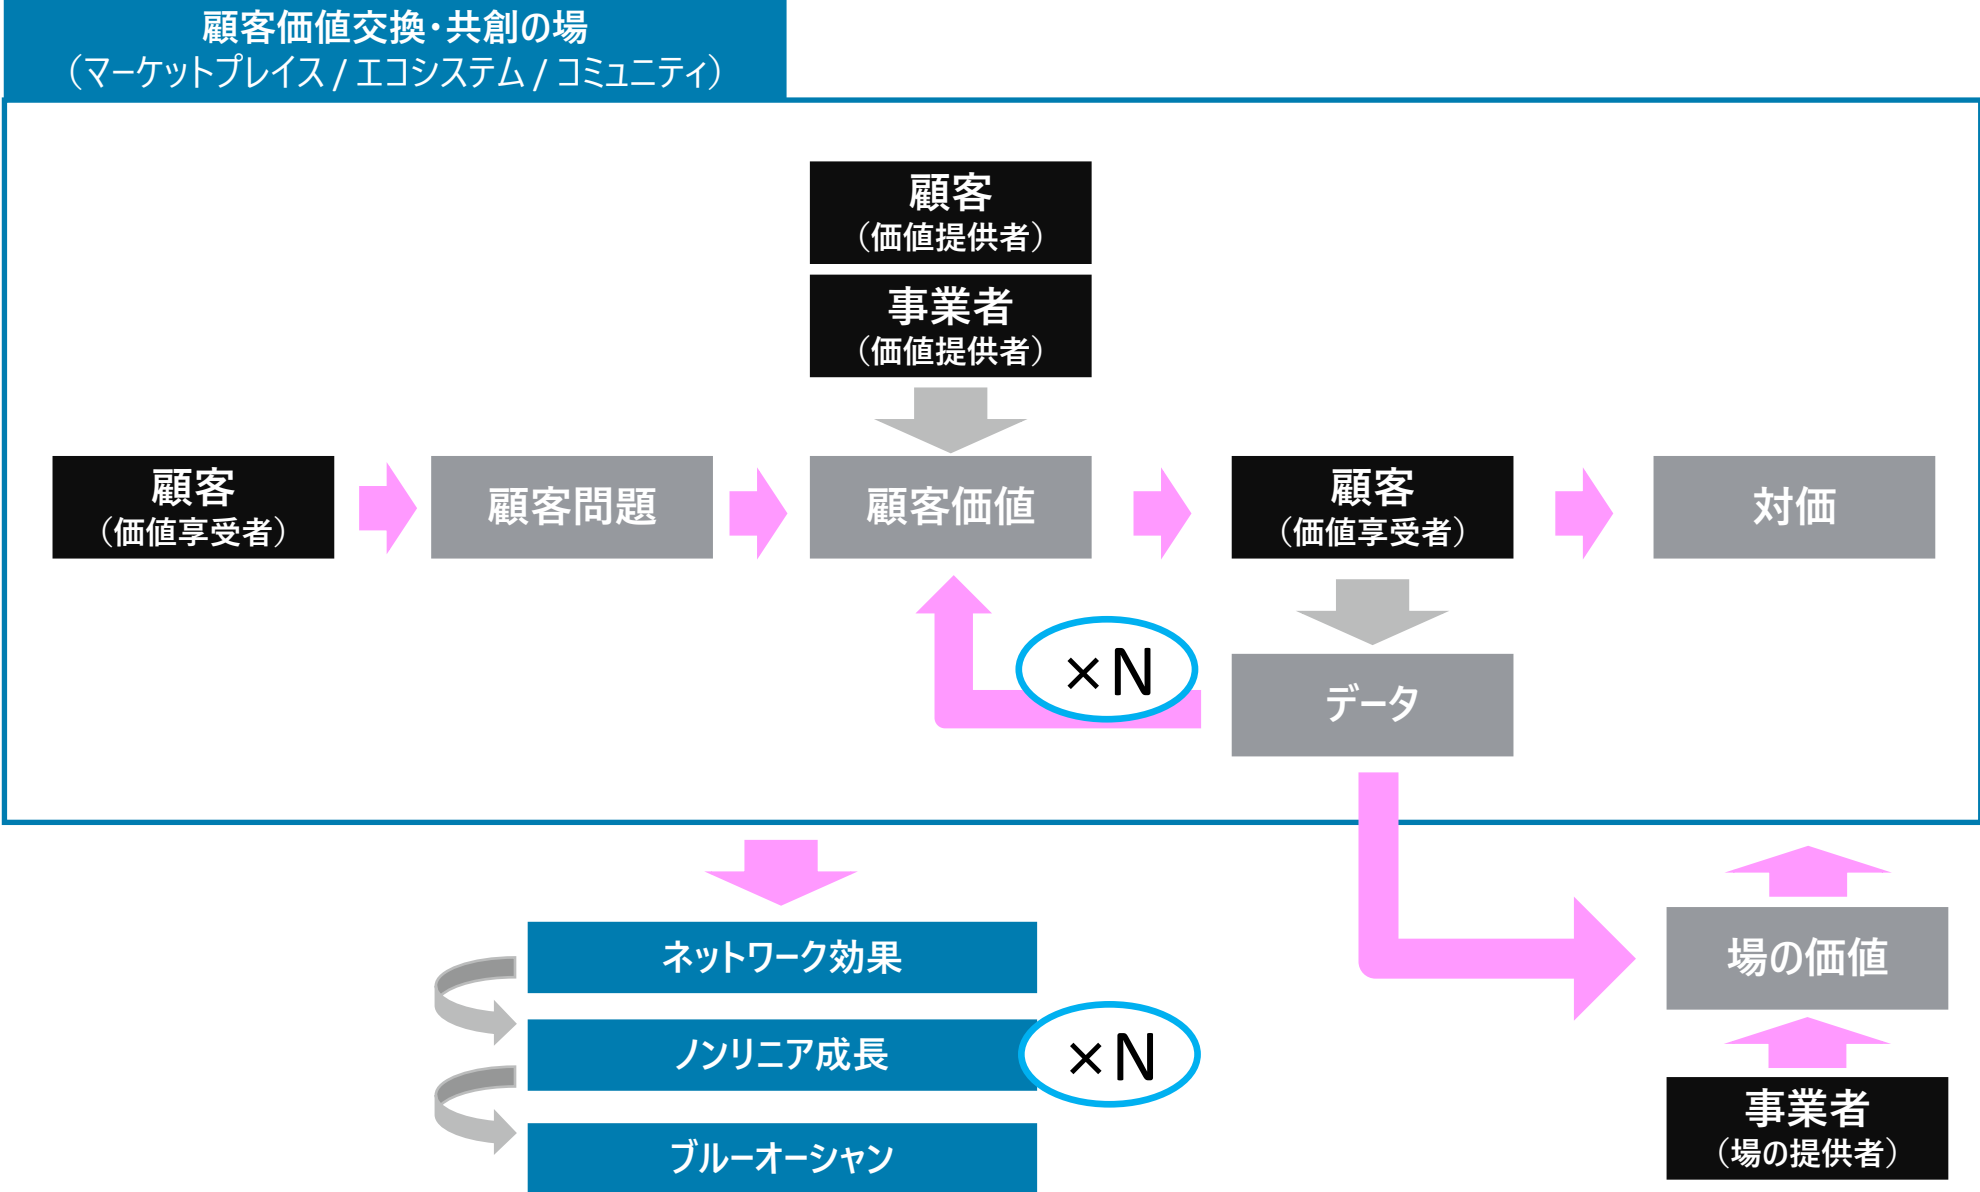 顧客価値交換・共創の場
（マーケットプレイス / エコシステム / コミュニティ）
顧客
（価値提供者）
事業者
（価値提供者）
顧客
（価値享受者）
顧客問題
顧客価値
顧客
（価値享受者）
対価
×N
データ
ネットワーク効果
場の価値
ノンリニア成長
×N
事業者
（場の提供者）
ブルーオーシャン